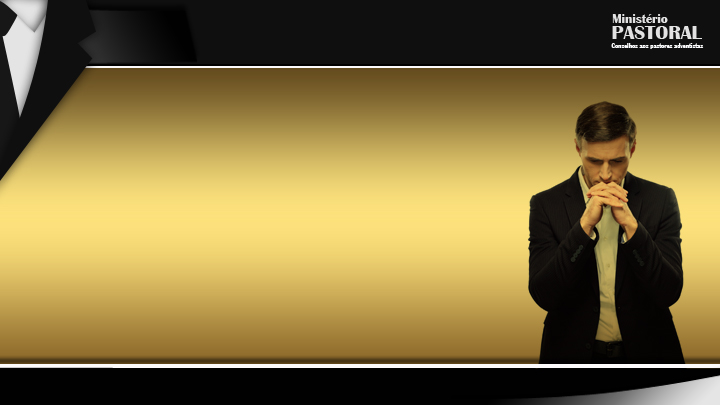 Ministério
PASTORAL
Conselhos aos pastores adventistas